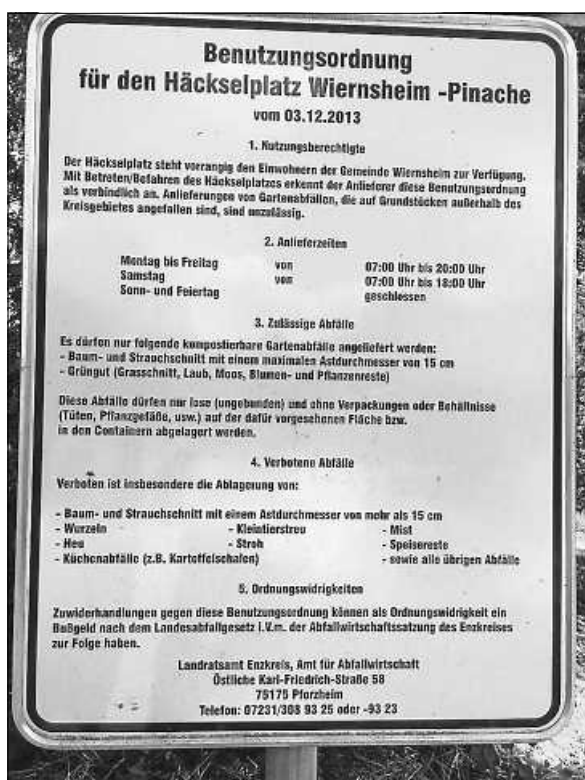 Benutzungsordnung
für den Häckselplatz Wiernsheim -Pinache
vom 03.12.2013
1. Nutzungsberechtigte
Der Häckselplatz steht vorrangig den Einwohnern der Gemeinde Wiernsheim zur Verfügung.
Mit Betreten/Befahren des Häckselplatzes erkennt der Anlieferer diese Benutzungsordnung
als verbindlich an. Anlieferungen von Gartenabfällen, die auf Grundstücken außerhalb des
Kreisgebietes angefallen sind, sind unzulässig.
2. Anlieferzeiten
Montag bis Freitag von 07:00 Uhr bis 20:00 Uhr
Samstag von 07:00 Uhr bis 18:00 Uhr
Sonn- und Feiertag geschlossen
3. Zulässige Abfälle
Es dürfen nur folgende kompostierbare Gartenabfälle angeliefert werden:
- Baum- und Strauchschnitt mit einem maximalen Astdurchmesser von 15 cm
- Grüngut (Grasschnitt, Laub, Moos, Blumen- und Pflanzenreste)
Diese Abfälle dürfen nur lose (ungebunden) und ohne Verpackungen oder Behältnisse
(Tüten, Pflanzgefäße, usw.) auf der dafür vorgesehenen Fläche bzw.
in den Containern abgelagert werden.
4. Verbotene Abfälle
Verboten ist insbesondere die Ablagerung von:
- Baum- und Strauchschnitt mit einem Astdurchmesser von mehr als 15 cm
- Wurzeln - Kleintierstreu - Mist
- Heu - Stroh - Speisereste
- Küchenabfälle (z.B. Kartoffelschalen) - sowie alle übrigen Abfälle
5. Ordnungswidrigkeiten
Zuwiderhandlungen gegen diese Benutzungsordnung können als Ordnungswidrigkeit ein
Bußgeld nach dem Landesabfallgesetz i.V.m. der Abfallwirtschaftssatzung des Enzkreises
zur Folge haben.
Landratsamt Enzkreis, Amt für Abfallwirtschaft
Östliche Karl-Friedrich-Straße 58
75175 Pforzheim
Telefon: 07231/308 93 25 oder -93 23